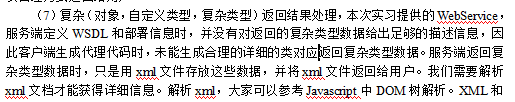 （7）复杂（对象，自定义类型，复杂类型）返回结果处理，本次实习提供的 WebService，
服务端定义 WSDL 和部署信息时，并没有对返回的复杂类型数据给出足够的描述信息，因
此客户端生成代理代码时，未能生成合理的详细的类对应返回复杂类型数据。服务端返回复
杂类型数据时，只是用 xml 文件存放这些数据，并将 xml 文件返回给用户。我们需要解析
xml 文档才能获得详细信息。解析 xml，大家可以参考 Javascript 中 DOM 树解析。XML 和